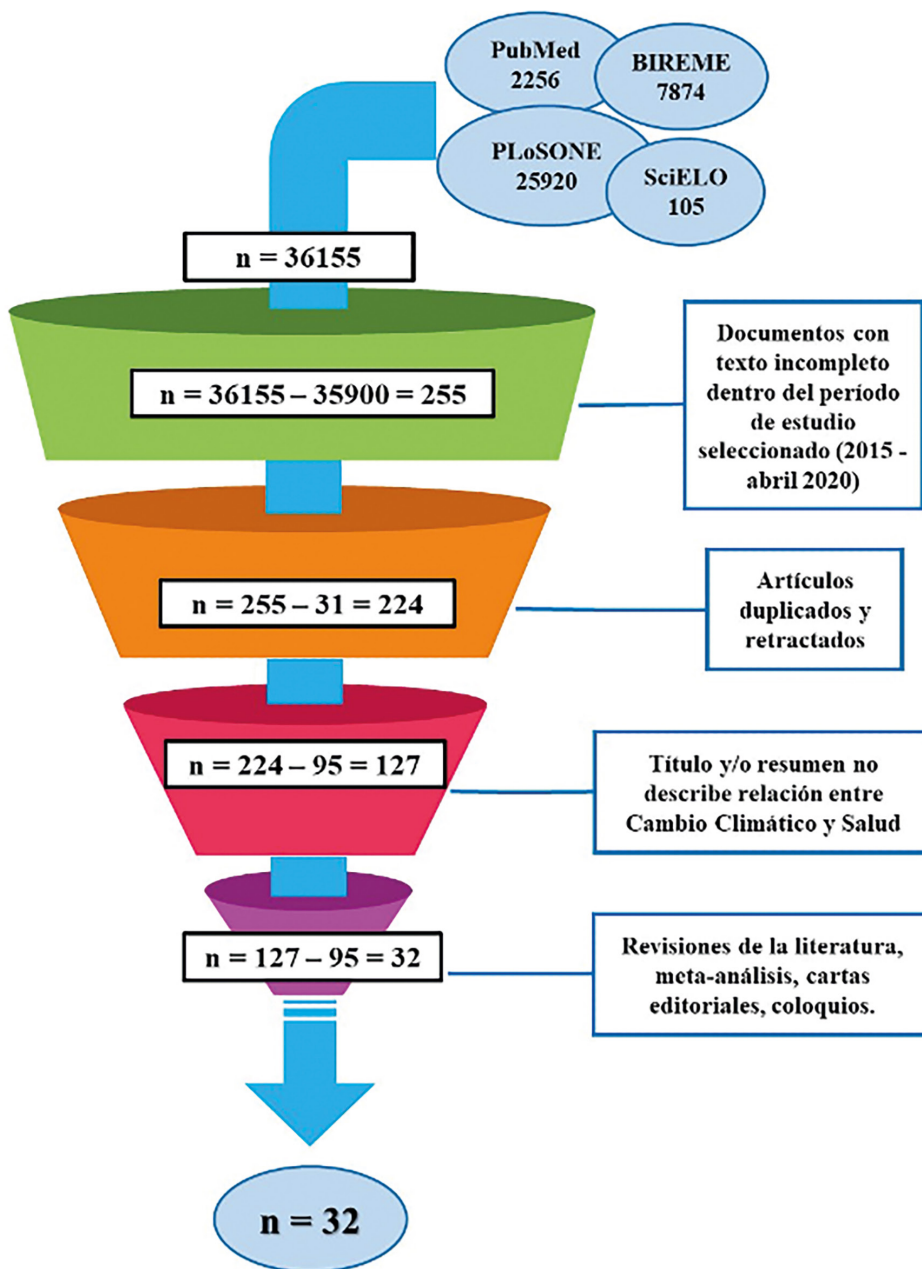 PubMed
2256
BIREME
7874
PLoSONE
25920
SciELO
105
n = 36155
n = 36155 – 35900 = 255
Documentos con
texto incompleto
dentro del período
de estudio
seleccionado (2015 -
abril 2020)
n = 255 – 31 = 224
Artículos
duplicados y
retractados
n = 224 – 95 = 127
Título y/o resumen no
describe relación entre
Cambio Climático y Salud
n = 127 – 95 = 32
Revisiones de la literatura,
meta-análisis, cartas
editoriales, coloquios.
n = 32